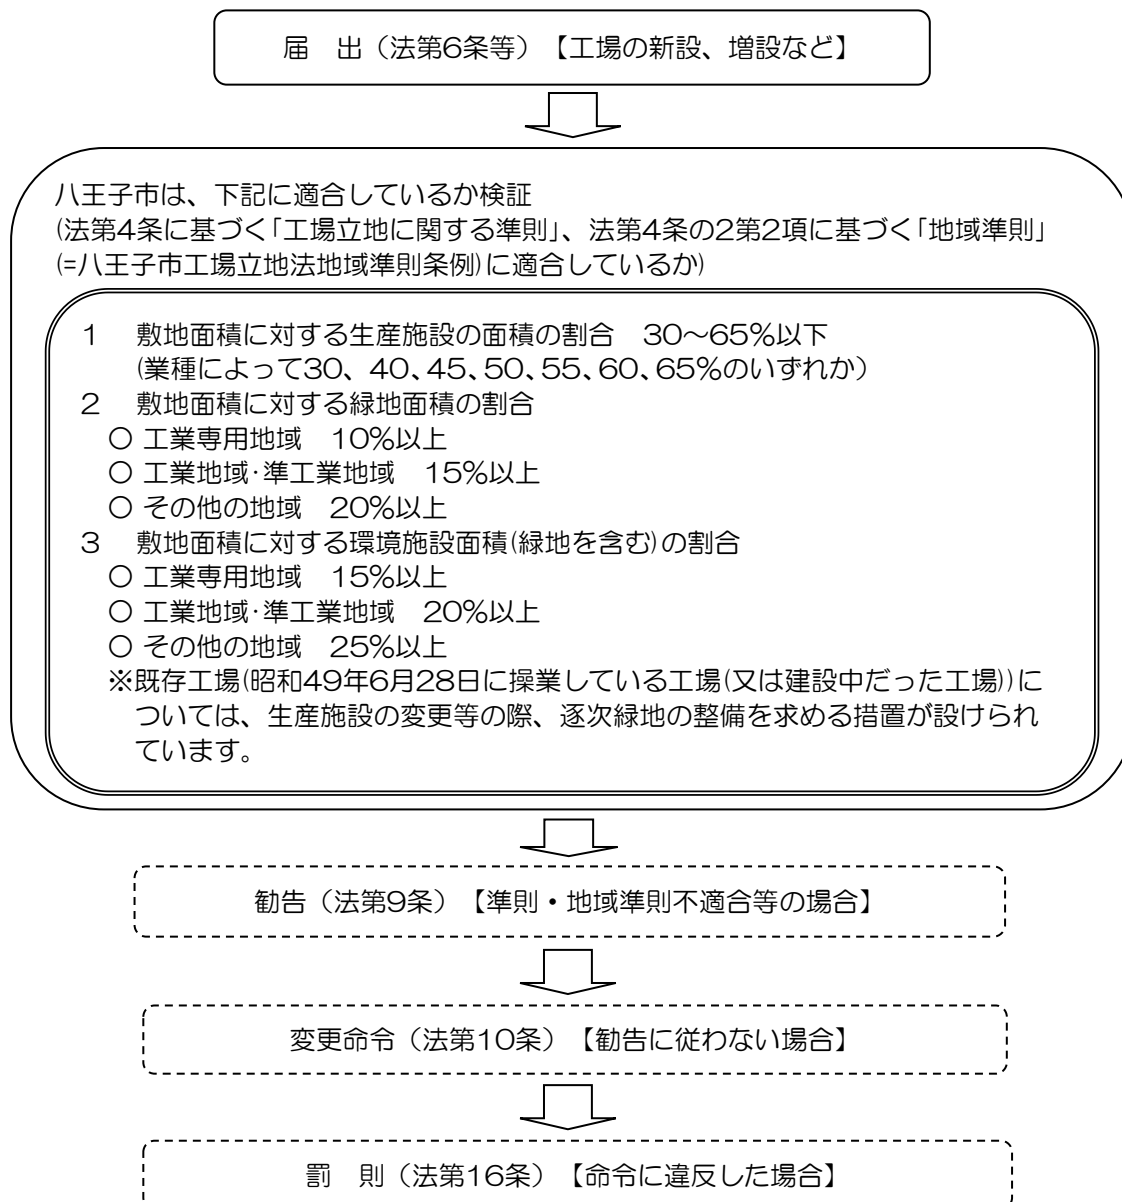 届　出（法第6条等）【工場の新設、増設など】
八王子市は、下記に適合しているか検証
(法第4条に基づく「工場立地に関する準則」、法第4条の2第2項に基づく「地域準則」
(=八王子市工場立地法地域準則条例)に適合しているか)
1　敷地面積に対する生産施設の面積の割合　30～65%以下
(業種によって30、40、45、50、55、60、65%のいずれか）
2　敷地面積に対する緑地面積の割合
○ 工業専用地域　10%以上
○ 工業地域･準工業地域　15%以上
○ その他の地域　20%以上
3　敷地面積に対する環境施設面積(緑地を含む)の割合
○ 工業専用地域　15%以上
○ 工業地域･準工業地域　20%以上
○ その他の地域　25%以上
※既存工場(昭和49年6月28日に操業している工場(又は建設中だった工場))に
ついては、生産施設の変更等の際、逐次緑地の整備を求める措置が設けられ
ています。
勧告（法第9条）【準則・地域準則不適合等の場合】
変更命令（法第10条）【勧告に従わない場合】
罰　則（法第16条）【命令に違反した場合】